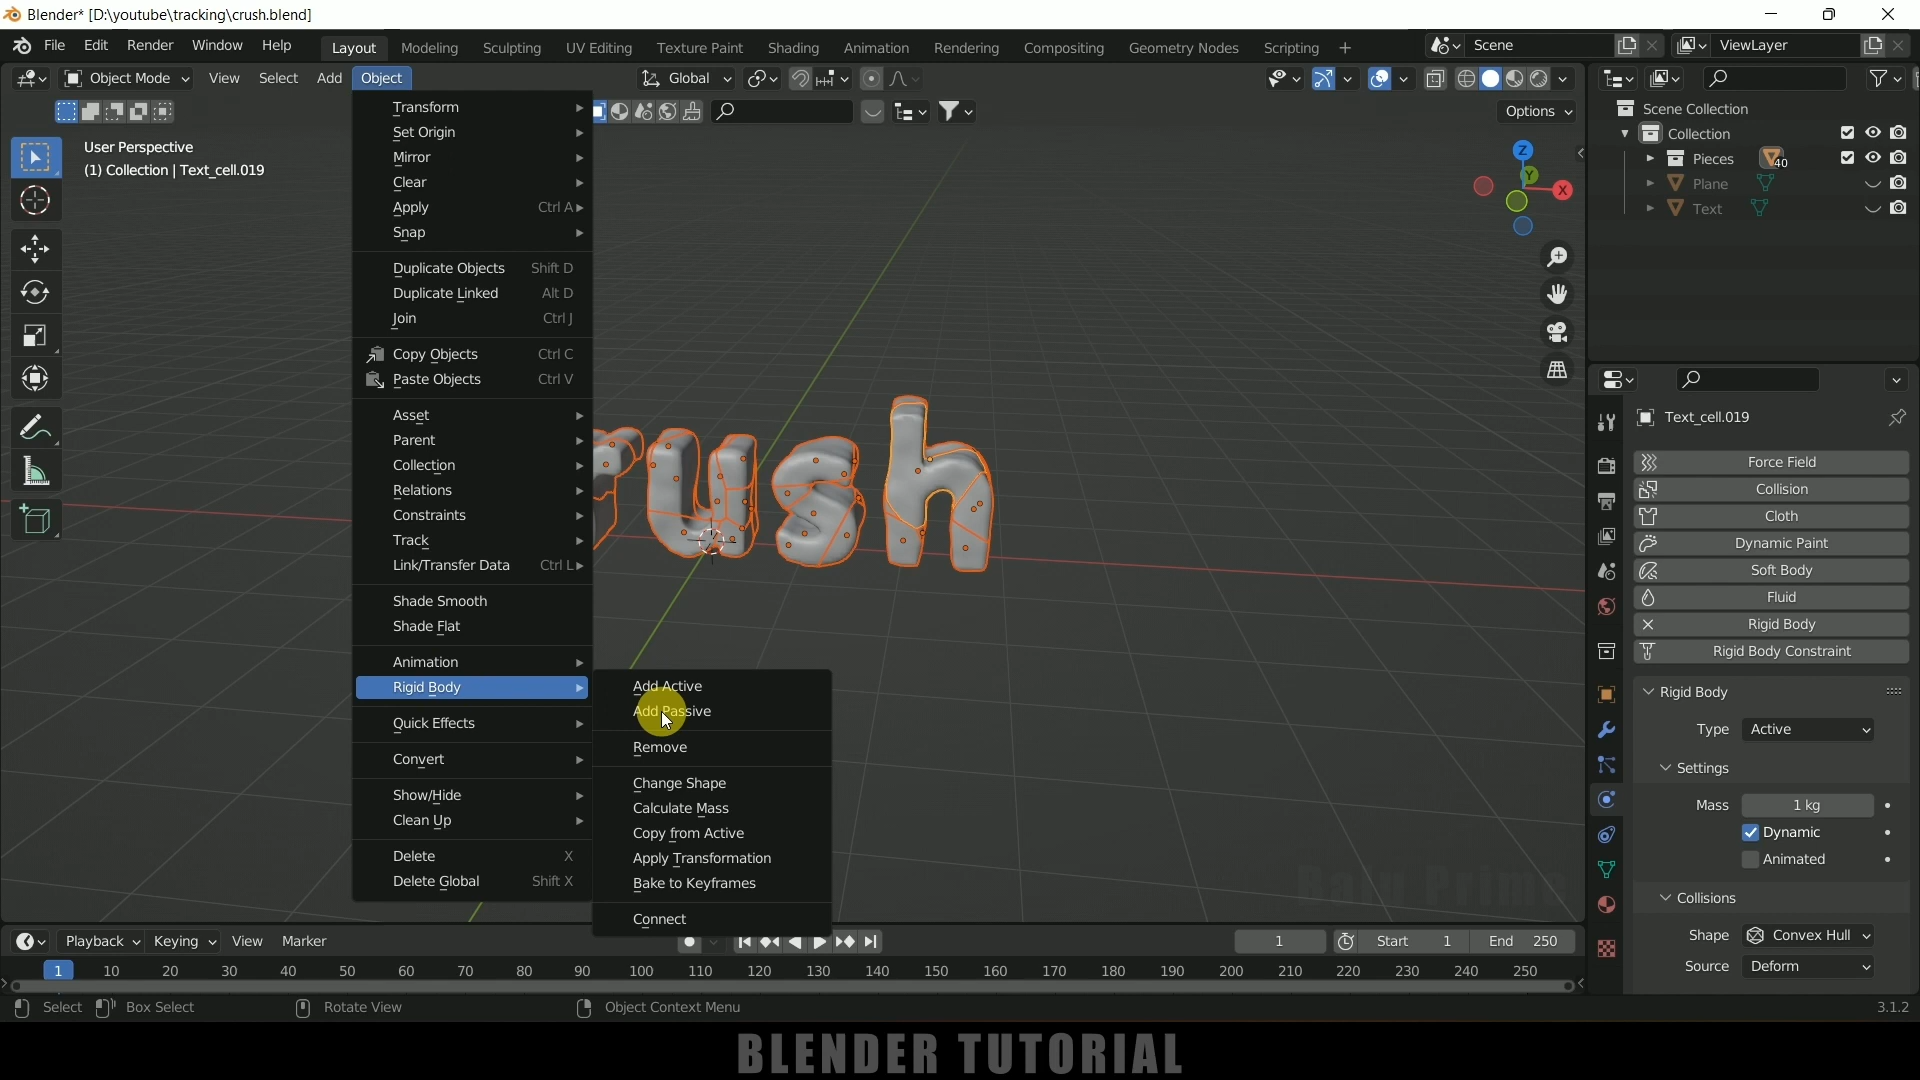 Blender* [D:\youtube\tracking\crush.blend]
File Edit Render Window Help Layout Modeling Sculpting UV Editing Texture Paint Shading Animation Rendering Compositing Geometry Nodes Scripting + Scene ViewLayer
Object Mode View Select Add Object Global
Options
User Perspective
(1) Collection | Text_cell.019
Transform
Set Origin
Mirror
Clear
Apply Ctrl A
Snap
Duplicate Objects Shift D
Duplicate Linked Alt D
Join Ctrl J
Copy Objects Ctrl C
Paste Objects Ctrl V
Asset
Parent
Collection
Relations
Constraints
Track
Link/Transfer Data Ctrl L
Shade Smooth
Shade Flat
Animation
Rigid Body
Quick Effects
Convert
Show/Hide
Clean Up
Delete X
Delete Global Shift X
Add Active
Add Passive
Remove
Change Shape
Calculate Mass
Copy from Active
Apply Transformation
Bake to Keyframes
Connect
ush
Z
Y
X
Scene Collection
Collection
Pieces 40
Plane
Text
Text_cell.019
Force Field
Collision
Cloth
Dynamic Paint
Soft Body
Fluid
Rigid Body
Rigid Body Constraint
Rigid Body
Type Active
Settings
Mass 1 kg
Dynamic
Animated
Collisions
Shape Convex Hull
Source Deform
Playback Keying View Marker 1 Start 1 End 250
1 10 20 30 40 50 60 70 80 90 100 110 120 130 140 150 160 170 180 190 200 210 220 230 240 250
Select Box Select Rotate View Object Context Menu 3.1.2
BLENDER TUTORIAL